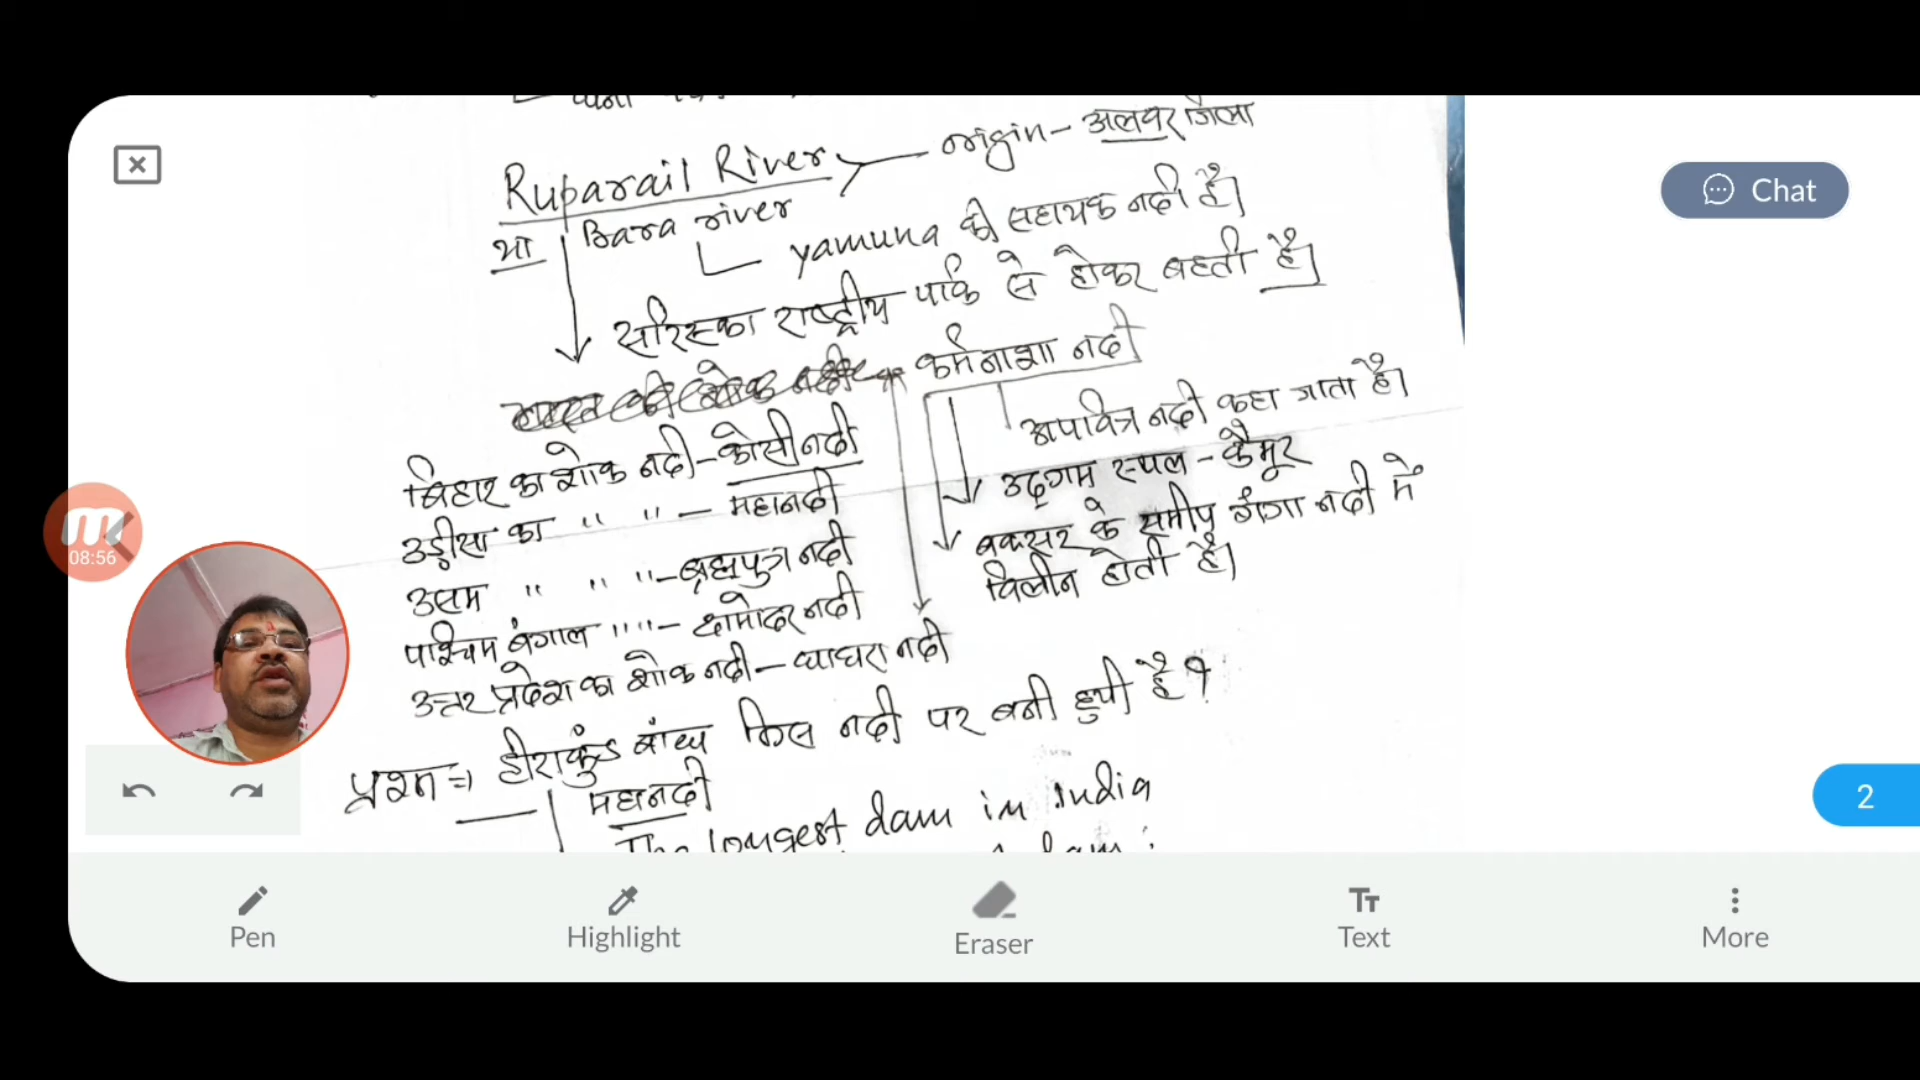 Ruparail River
origin - अलवर जिला
या Bara river
yamuna की सहायक नदी है।
सरिस्का राष्ट्रीय पार्क से होकर बहती है।
कर्मनाशा नदी
अपवित्र नदी कहा जाता है।
उद्गम स्थल - कैमूर
बक्सर के समीप गंगा नदी में
विलीन होती है।
बिहार का शोक नदी - कोसी नदी
उड़ीसा का " " - महानदी
असम " " " - ब्रह्मपुत्र नदी
पश्चिम बंगाल " " - दामोदर नदी
उत्तर प्रदेश का शोक नदी - घाघरा नदी
प्रश्न ⇒ हीराकुंड बांध किस नदी पर बनी हुयी है?
महानदी
The longest dam in India
Chat
08:56
2
Pen
Highlight
Eraser
Text
More